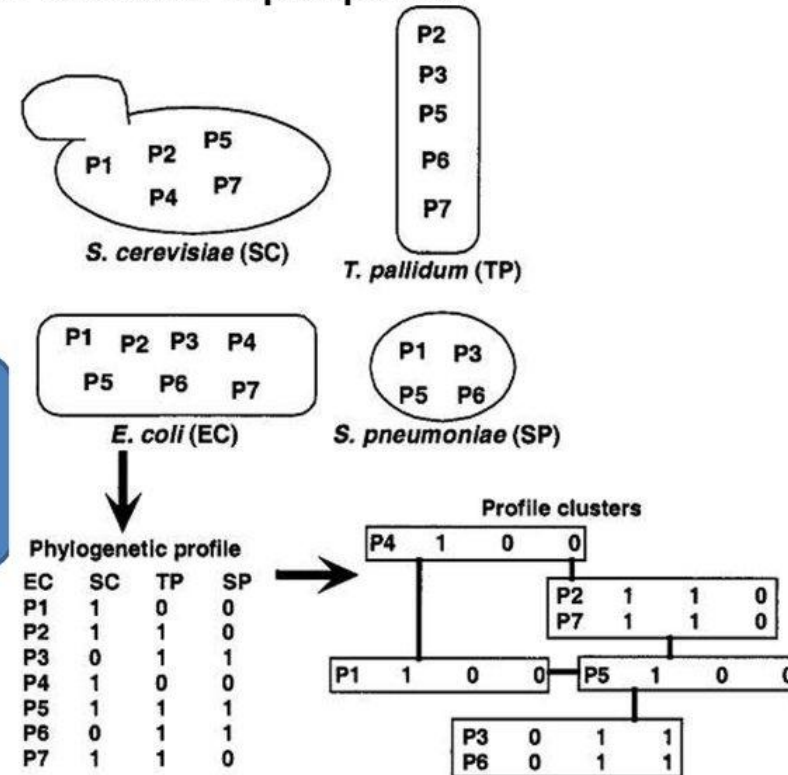 P1 P2 P5
P4 P7
S. cerevisiae (SC)
P2
P3
P5
P6
P7
T. pallidum (TP)
P1 P2 P3 P4
P5 P6 P7
E. coli (EC)
P1 P3
P5 P6
S. pneumoniae (SP)
Phylogenetic profile
EC SC TP SP
P1 1 0 0
P2 1 1 0
P3 0 1 1
P4 1 0 0
P5 1 1 1
P6 0 1 1
P7 1 1 0
Profile clusters
P4 1 0 0
P2 1 1 0
P7 1 1 0
P1 1 0 0
P5 1 0
P3 0 1 1
P6 0 1 1